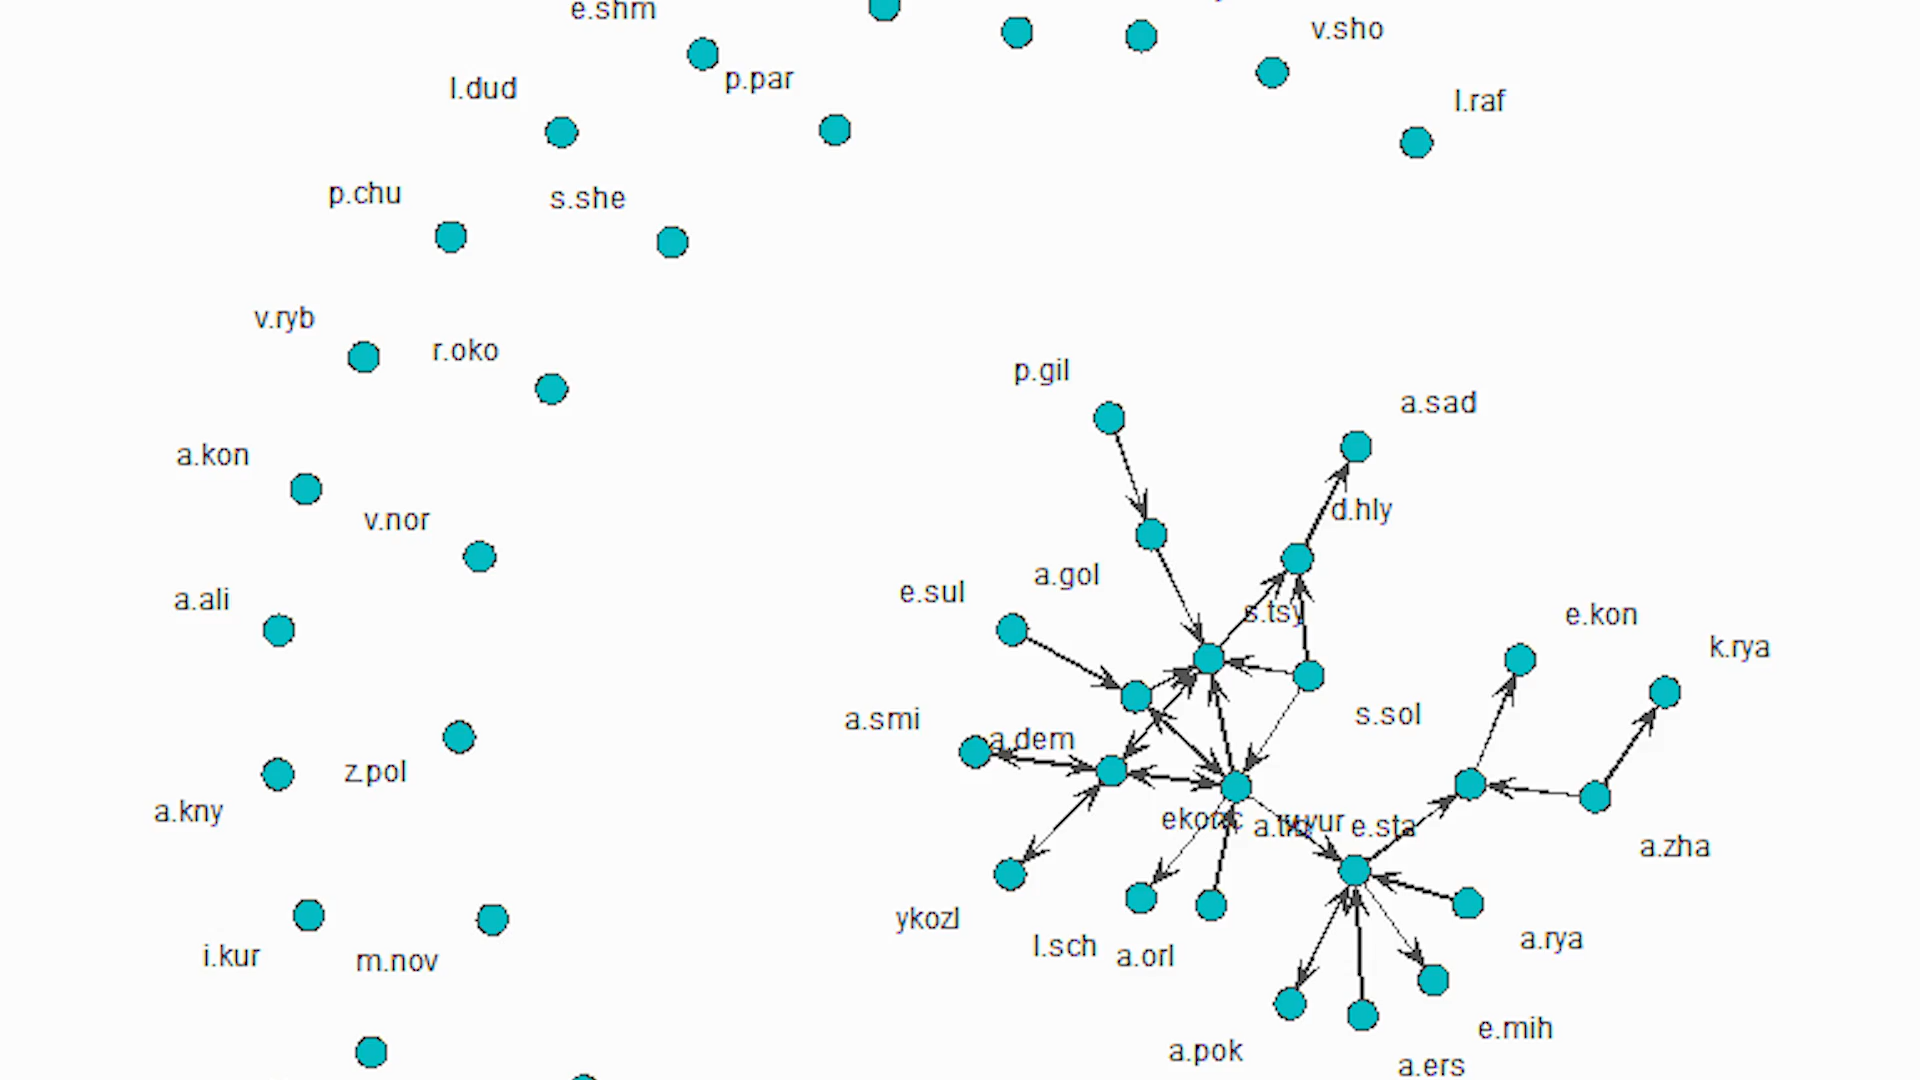 e.shm
v.sho
p.par
l.dud
l.raf
p.chu
s.she
v.ryb
r.oko
p.gil
a.sad
a.kon
d.hly
v.nor
a.gol
e.sul
a.ali
s.tsy
e.kon
k.rya
a.smi
s.sol
a.dem
z.pol
a.kny
e.sta
a.zha
ykozl
a.rya
l.sch
a.orl
i.kur
m.nov
e.mih
a.pok
a.ers